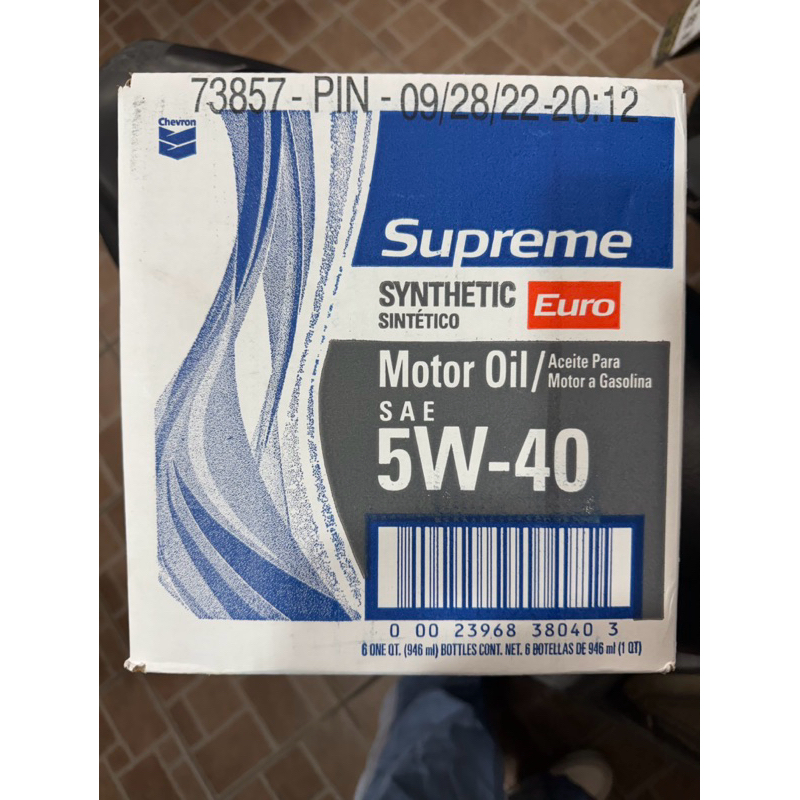 73857- PIN - 09/28/22-20:12
Chevron
Supreme
SYNTHETIC
SINTÉTICO
Euro
Motor Oil/ Aceite Para
Motor a Gasolina
SAE
5W-40
0 00 23968 38040 3
6 ONE QT. (946 ml) BOTTLES CONT. NET. 6 BOTELLAS DE 946 ml (1 QT)